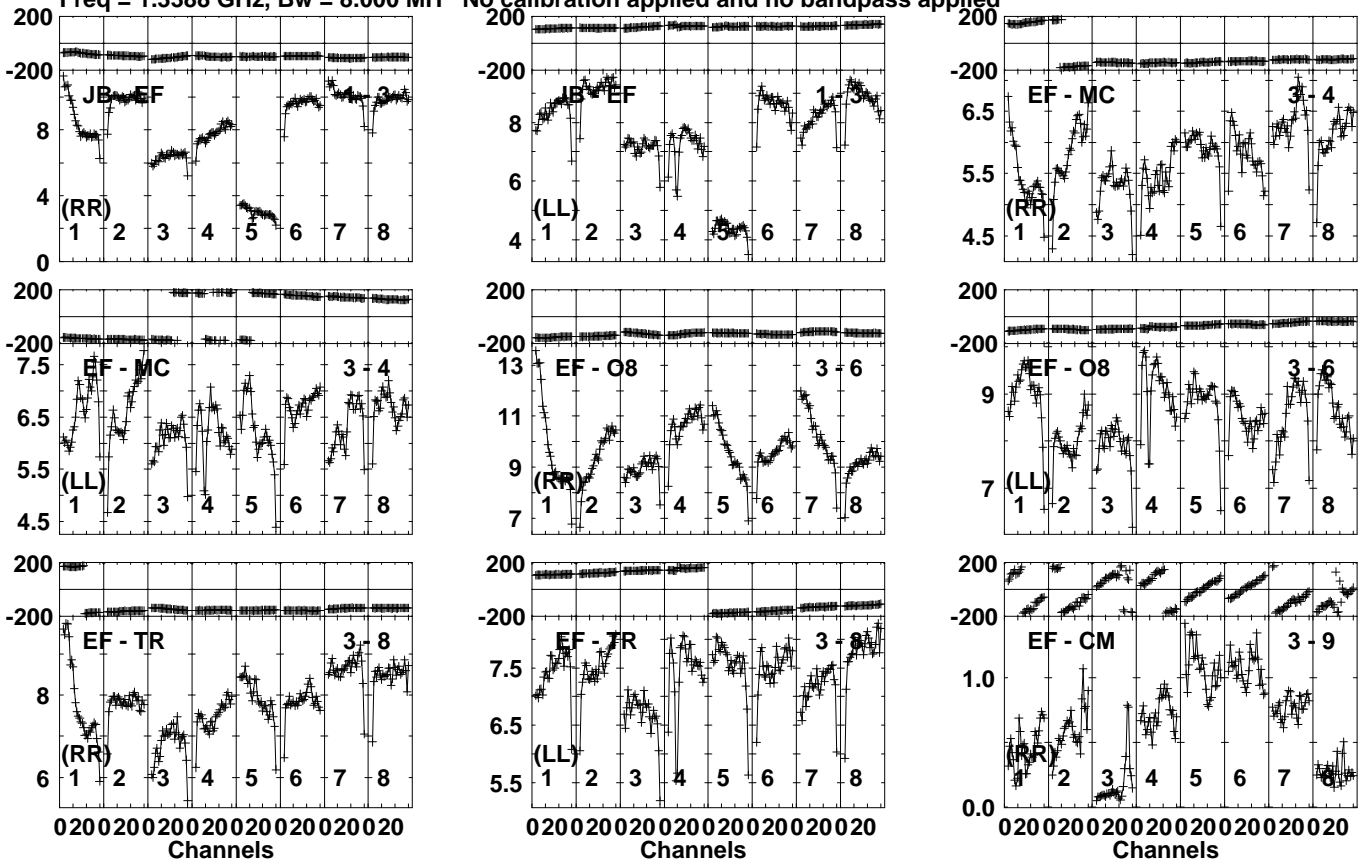 Freq = 1.5588 GHz, Bw = 8.000 MH No calibration applied and no bandpass applied
200
-200
JB - EF 1 - 3
8
4
0
(RR)
1 2 3 4 5 6 7 8
JB - EF 1 - 3
8
6
4
(LL)
1 2 3 4 5 6 7 8
200
-200
EF - MC 3 - 4
6.5
5.5
4.5
(RR)
1 2 3 4 5 6 7 8
200
-200
7.5
EF - MC 3 - 4
6.5
5.5
4.5
(LL)
1 2 3 4 5 6 7 8
200
-200
13
EF - O8 3 - 6
11
9
7
(RR)
1 2 3 4 5 6 7 8
200
-200
EF - O8 3 - 6
9
7
(LL)
1 2 3 4 5 6 7 8
200
-200
EF - TR 3 - 8
8
6
(RR)
1 2 3 4 5 6 7 8
200
-200
EF - TR 3 - 8
7.5
6.5
5.5
(LL)
1 2 3 4 5 6 7 8
200
-200
EF - CM 3 - 9
1.0
0.0
(RR)
1 2 3 4 5 6 7 8
020020020020020020020020
Channels
020020020020020020020020
Channels
020020020020020020020020
Channels